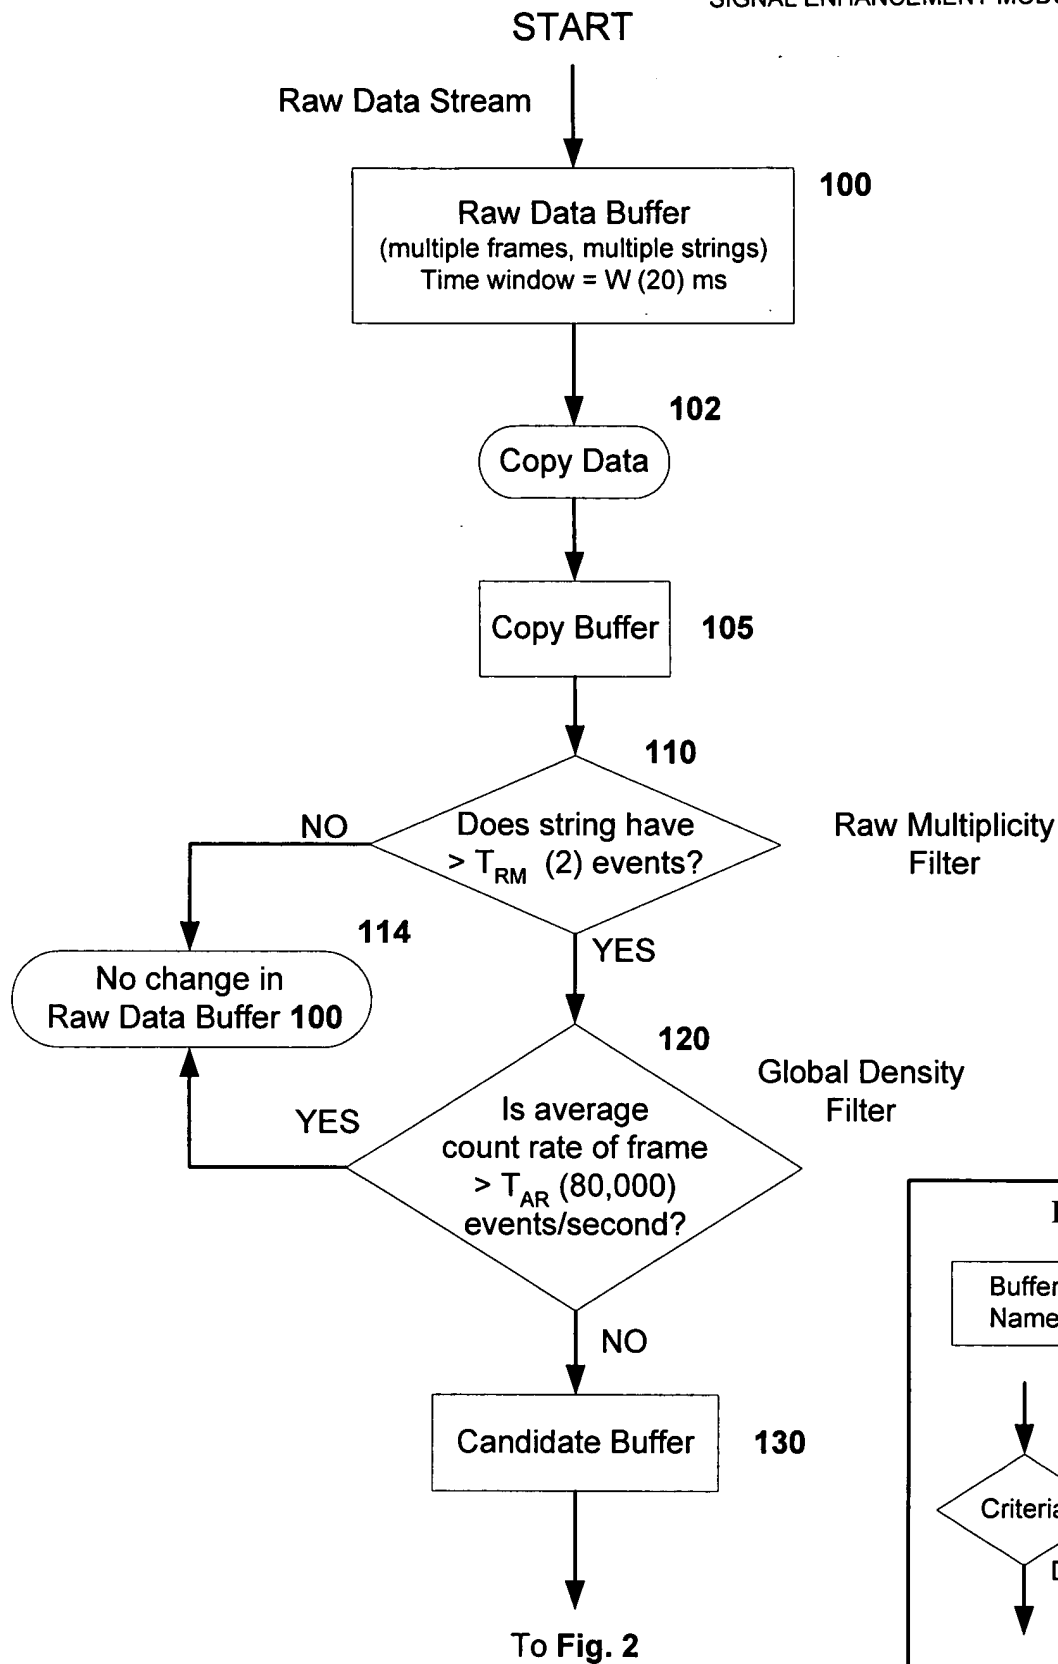 SIGNAL ENHANCEMENT
START
Raw Data Stream
100
Raw Data Buffer
(multiple frames, multiple strings)
Time window = W (20) ms
102
Copy Data
Copy Buffer
105
110
Does string have
> T_RM (2) events?
Raw Multiplicity
Filter
NO
YES
114
No change in
Raw Data Buffer 100
120
Global Density
Filter
Is average
count rate of frame
> T_AR (80,000)
events/second?
YES
NO
Buffer
Name
Candidate Buffer
130
Criteria
To Fig. 2